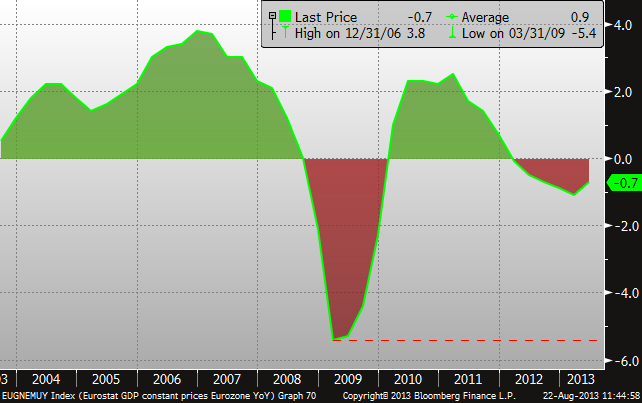 Last Price -0.7 Average 0.9
High on 12/31/06 3.8 Low on 03/31/09 -5.4
4.0
2.0
0.0
-0.7
-2.0
-4.0
-6.0
3 2004 2005 2006 2007 2008 2009 2010 2011 2012 2013
EUGNEMUY Index (Eurostat GDP constant prices Eurozone YoY) Graph 70 Copyright© 2013 Bloomberg Finance L.P. 22-Aug-2013 11:44:58